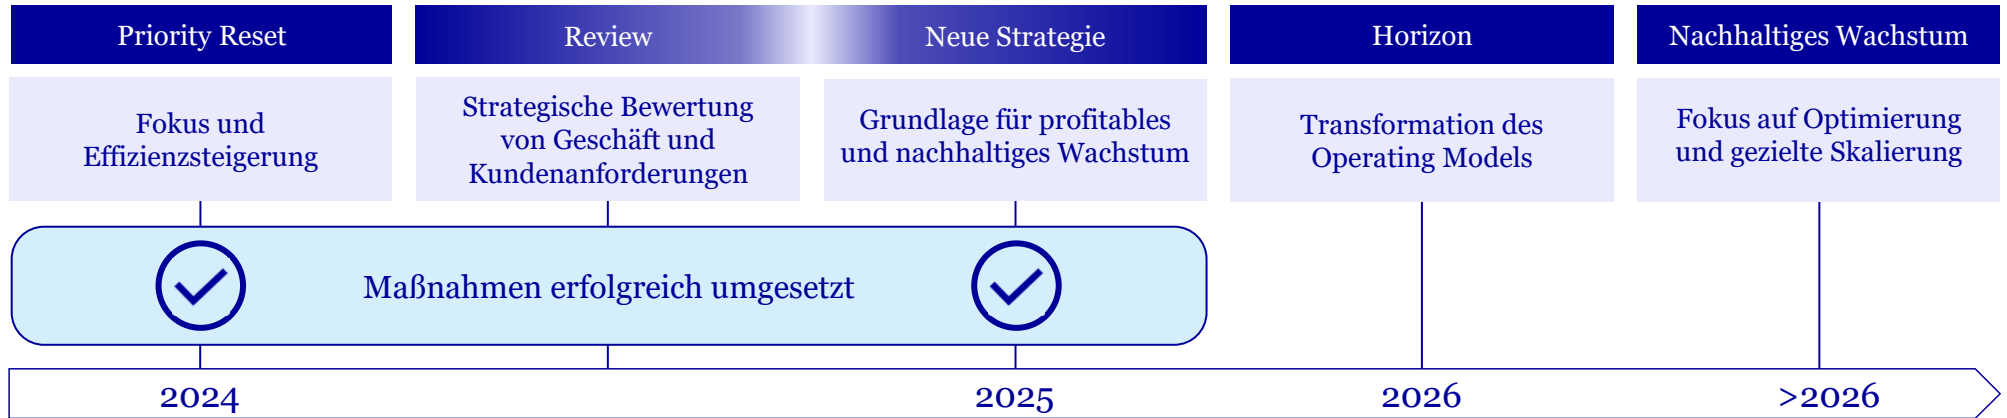 Priority Reset
Review
Neue Strategie
Horizon
Nachhaltiges Wachstum
Fokus und
Effizienzsteigerung
Strategische Bewertung
von Geschäft und
Kundenanforderungen
Grundlage für profitables
und nachhaltiges Wachstum
Transformation des
Operating Models
Fokus auf Optimierung
und gezielte Skalierung
Maßnahmen erfolgreich umgesetzt
2024
2025
2026
>2026